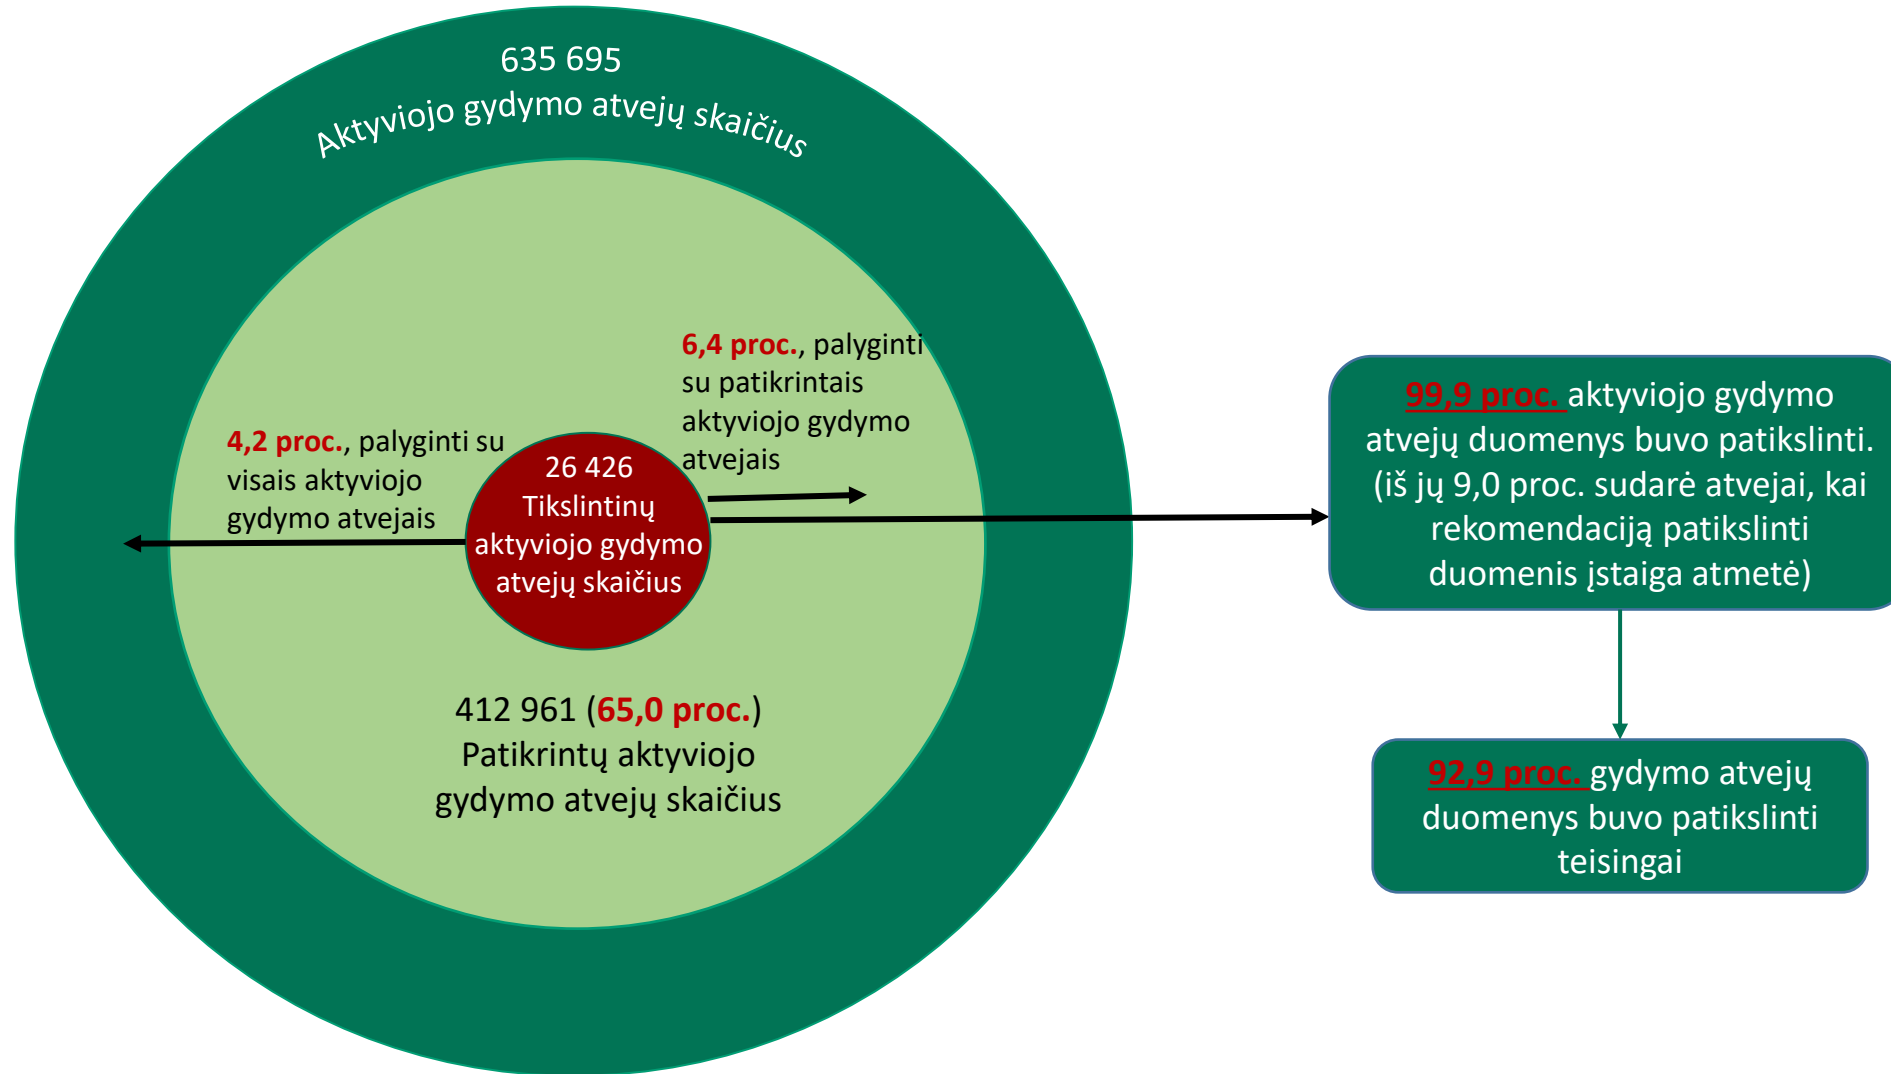 635 695
Aktyviojo gydymo atvejų skaičius
6,4 proc., palyginti
su patikrintais
aktyviojo gydymo
atvejais
4,2 proc., palyginti su
visais aktyviojo
gydymo atvejais
26 426
Tikslintinų
aktyviojo gydymo
atvejų skaičius
412 961 (65,0 proc.)
Patikrintų aktyviojo
gydymo atvejų skaičius
99,9 proc. aktyviojo gydymo
atvejų duomenys buvo patikslinti.
(iš jų 9,0 proc. sudarė atvejai, kai
rekomendaciją patikslinti
duomenis įstaiga atmetė)
92,9 proc. gydymo atvejų
duomenys buvo patikslinti
teisingai